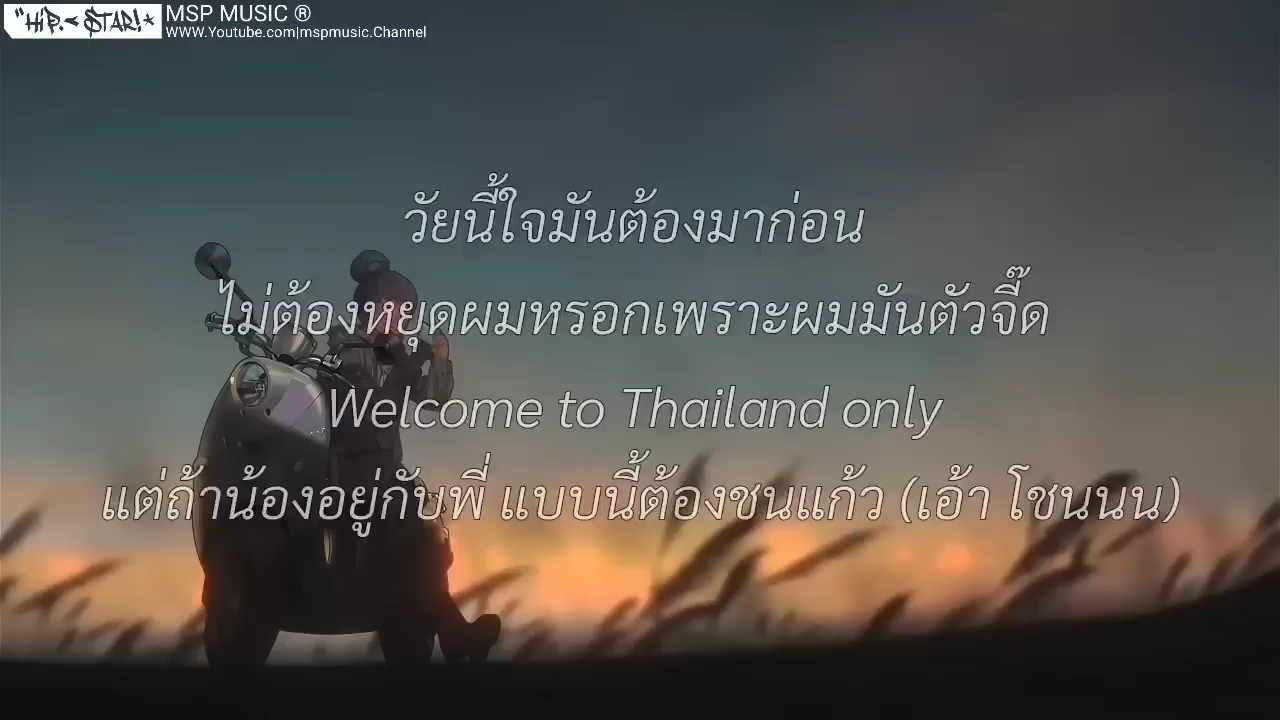 "HIP.< STAR!*
MSP MUSIC ®
WWW.Youtube.com|mspmusic.Channel
วัยนี้ใจมันต้องมาก่อน
ไม่ต้องหยุดผมหรอกเพราะผมมันตัวจี๊ด
Welcome to Thailand only
แต่ถ้าน้องอยู่กับพี่ แบบนี้ต้องชนแก้ว (เอ้า โชนนน)